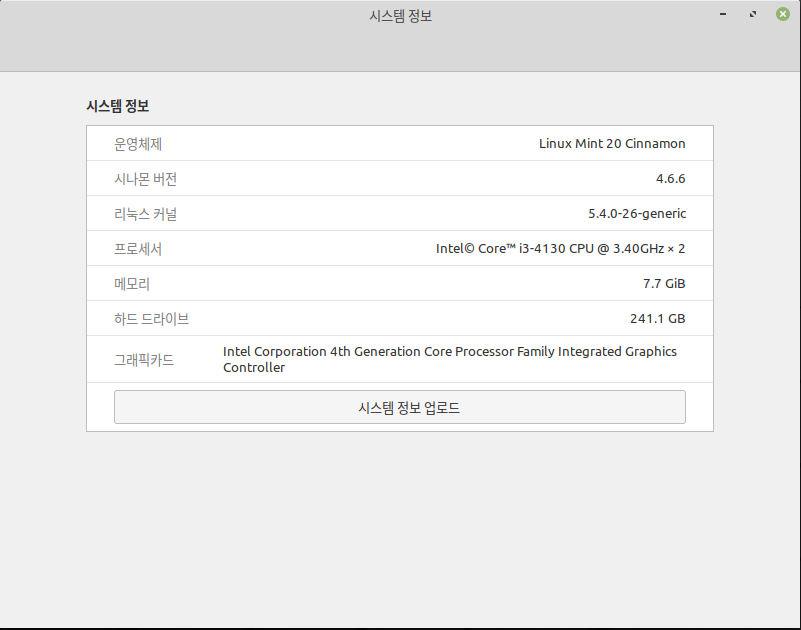 시스템 정보
시스템 정보
운영체제 Linux Mint 20 Cinnamon
시나몬 버전 4.6.6
리눅스 커널 5.4.0-26-generic
프로세서 Intel© Core™ i3-4130 CPU @ 3.40GHz × 2
메모리 7.7 GiB
하드 드라이브 241.1 GB
그래픽카드 Intel Corporation 4th Generation Core Processor Family Integrated Graphics
Controller
시스템 정보 업로드